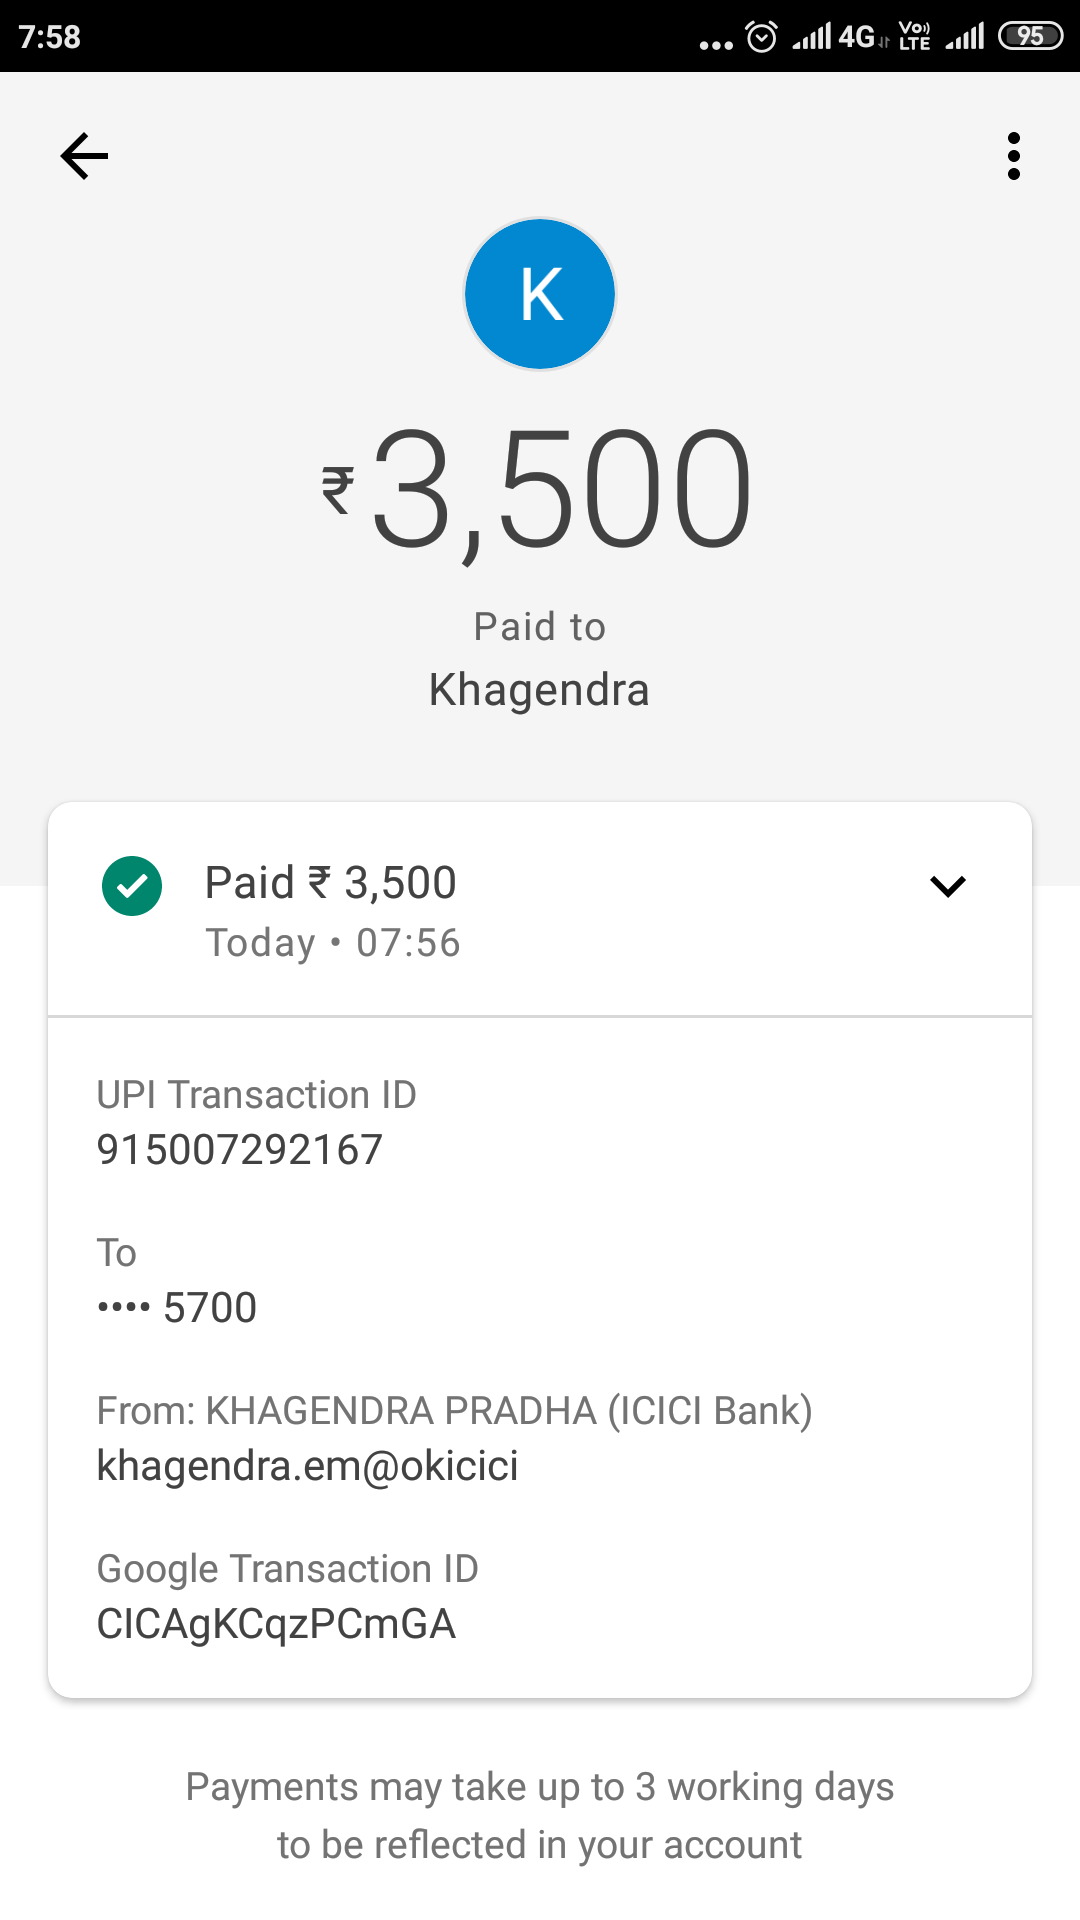 7:58
4G VoLTE 95
K
₹3,500
Paid to
Khagendra
Paid ₹ 3,500
Today • 07:56
UPI Transaction ID
915007292167
To
•••• 5700
From: KHAGENDRA PRADHA (ICICI Bank)
khagendra.em@okicici
Google Transaction ID
CICAgKCqzPCmGA
Payments may take up to 3 working days
to be reflected in your account